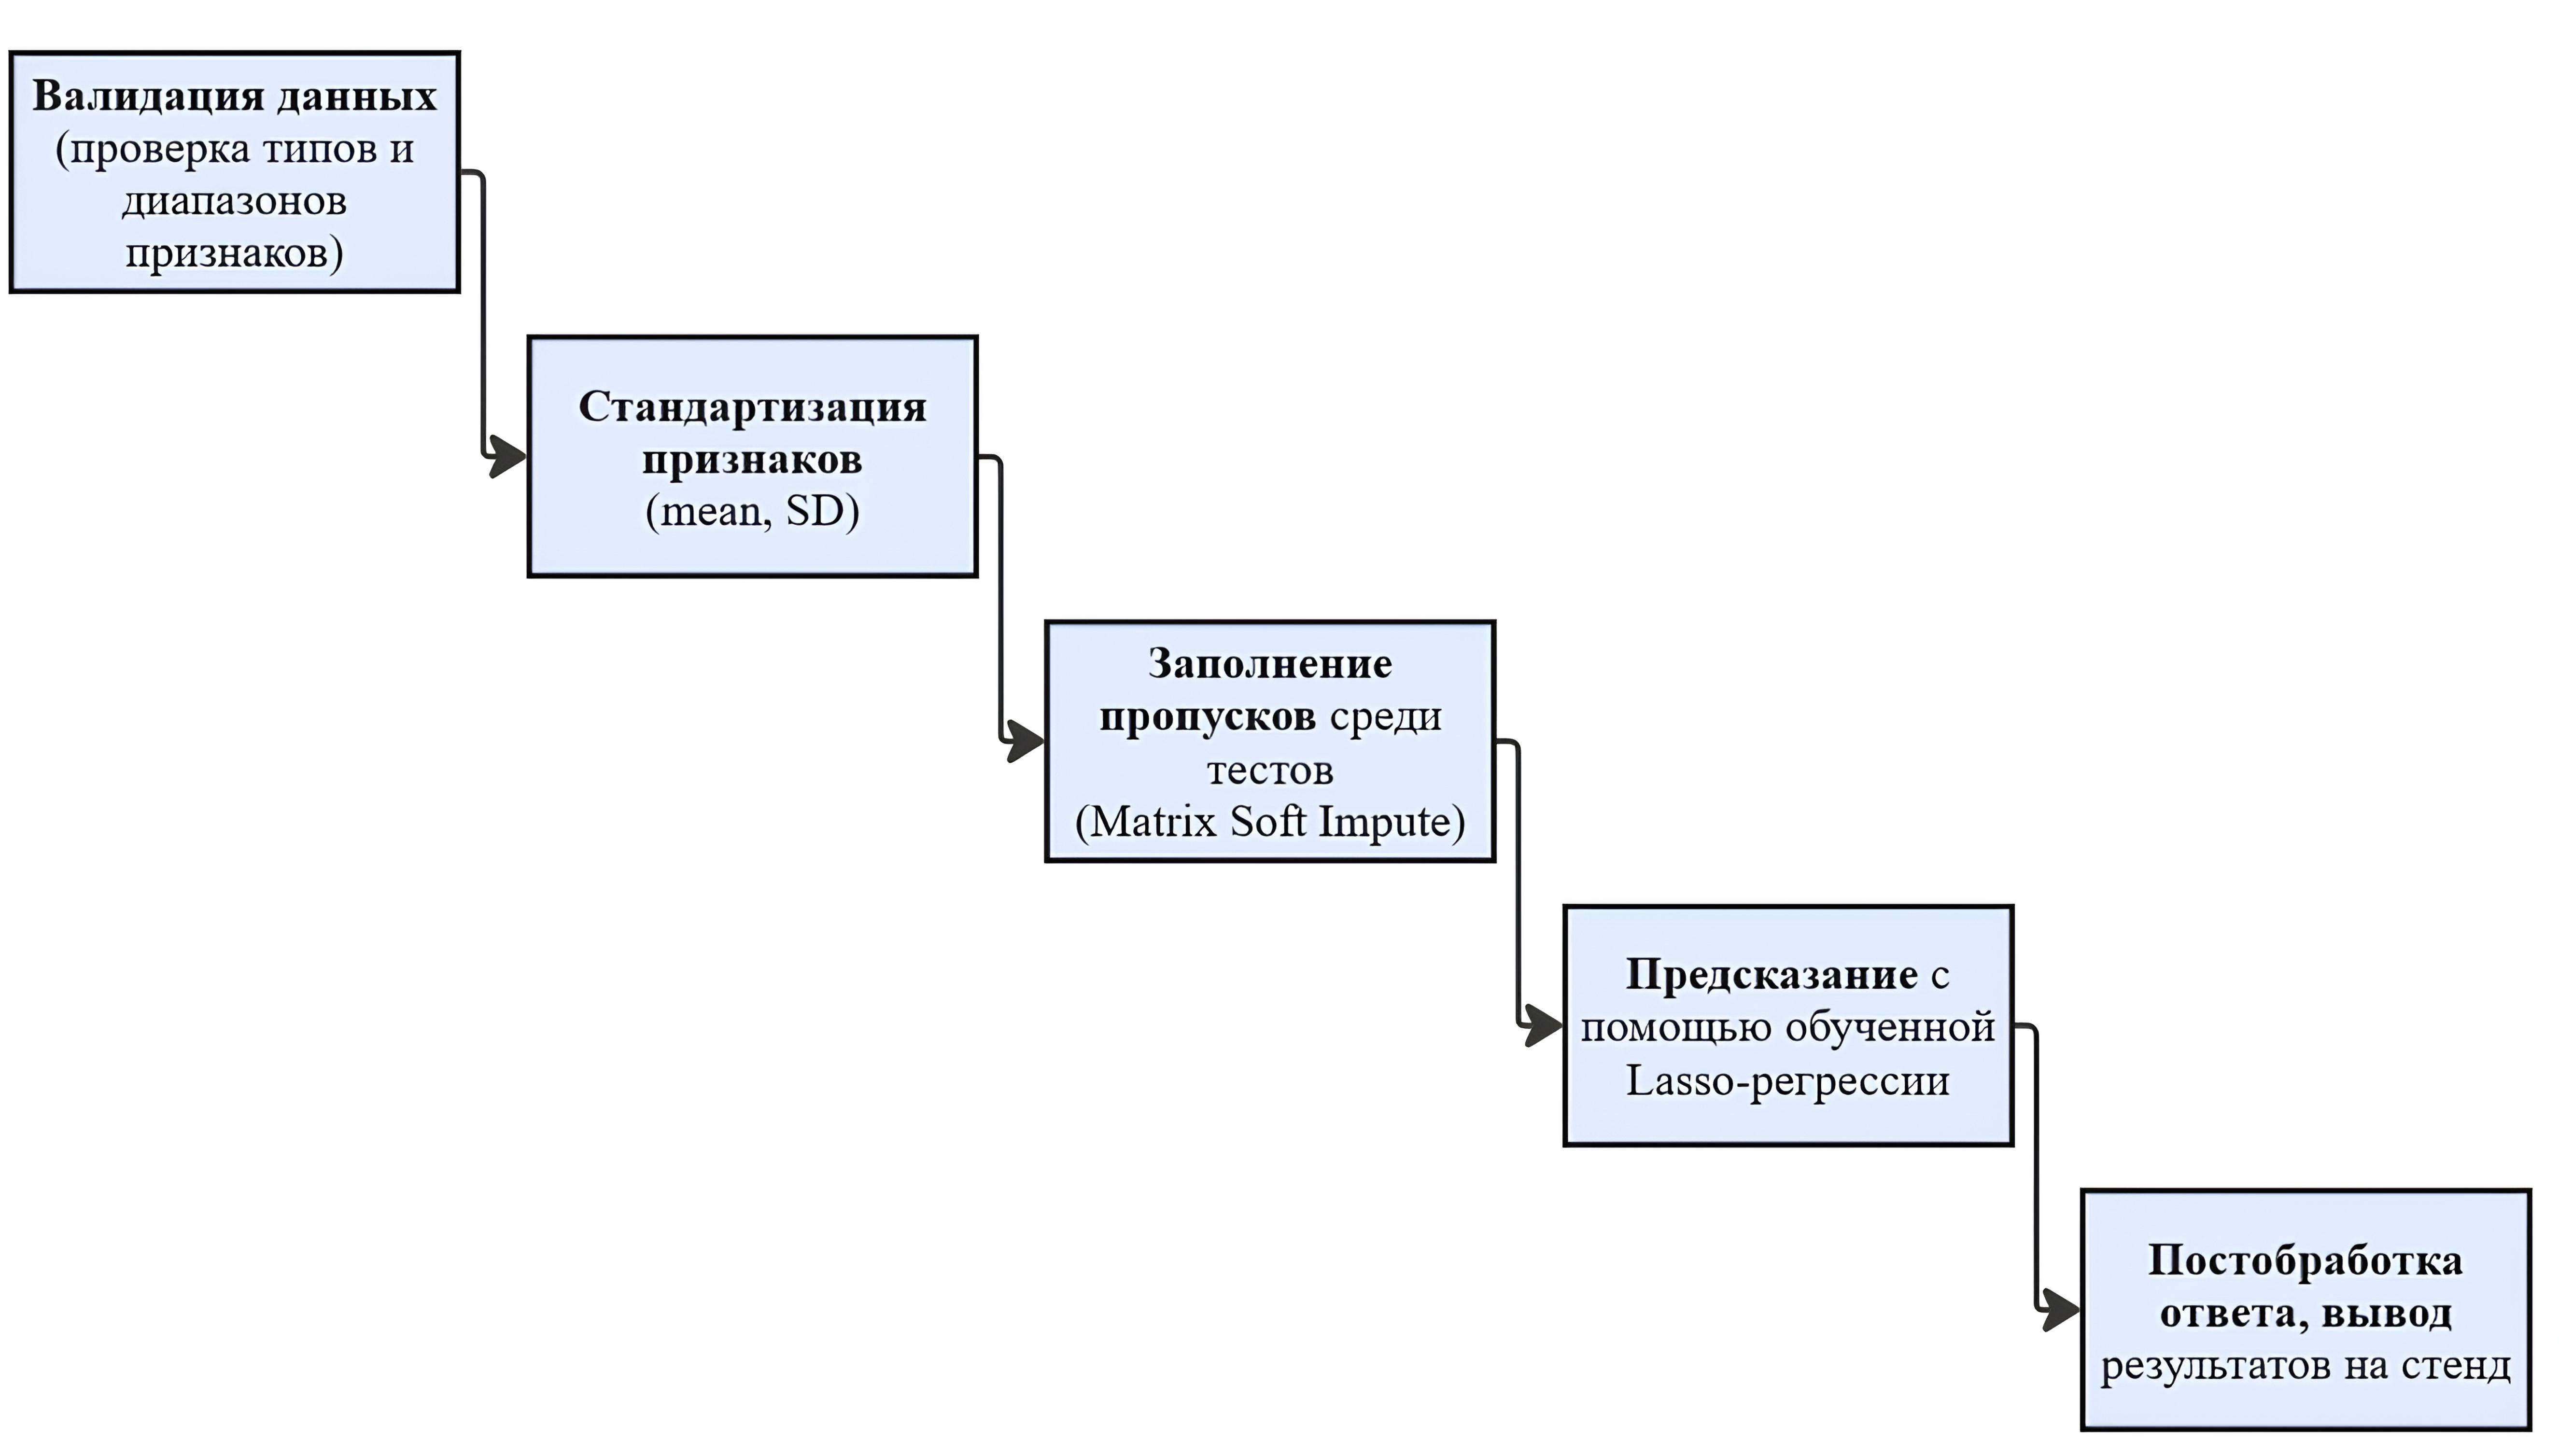 Валидация данных
(проверка типов и
диапазонов
признаков)
Стандартизация
признаков
(mean, SD)
Заполнение
пропусков среди
тестов
(Matrix Soft Impute)
Предсказание с
помощью обученной
Lasso-регрессии
Постобработка
ответа, вывод
результатов на стенд